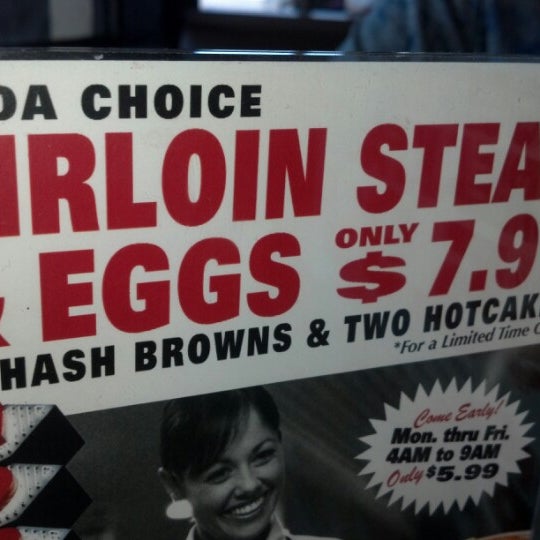 DA CHOICE
IRLOIN STEA
& EGGS ONLY $7.9
HASH BROWNS & TWO HOTCAK
*For a Limited Time O
Come Early!
Mon. thru Fri.
4AM to 9AM
Only $5.99